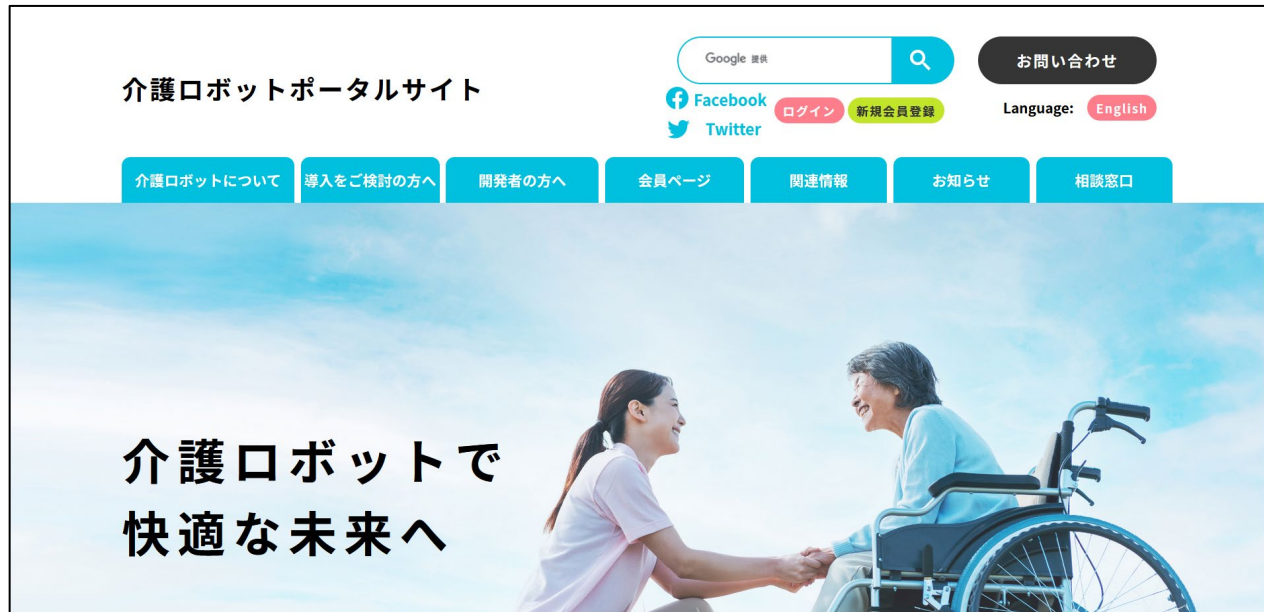 介護ロボットポータルサイト
Google 提供
お問い合わせ
Facebook
Twitter
ログイン
新規会員登録
Language: English
介護ロボットについて
導入をご検討の方へ
開発者の方へ
会員ページ
関連情報
お知らせ
相談窓口
介護ロボットで
快適な未来へ